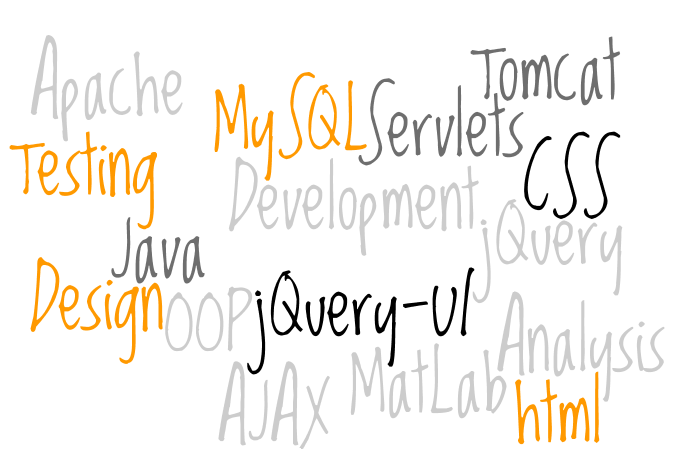 Apache
Tomcat
MySQL
Servlets
Testing
CSS
Development
jQuery
Java
Design
OOP
jQuery-UI
Analysis
AJAX
MatLab
html